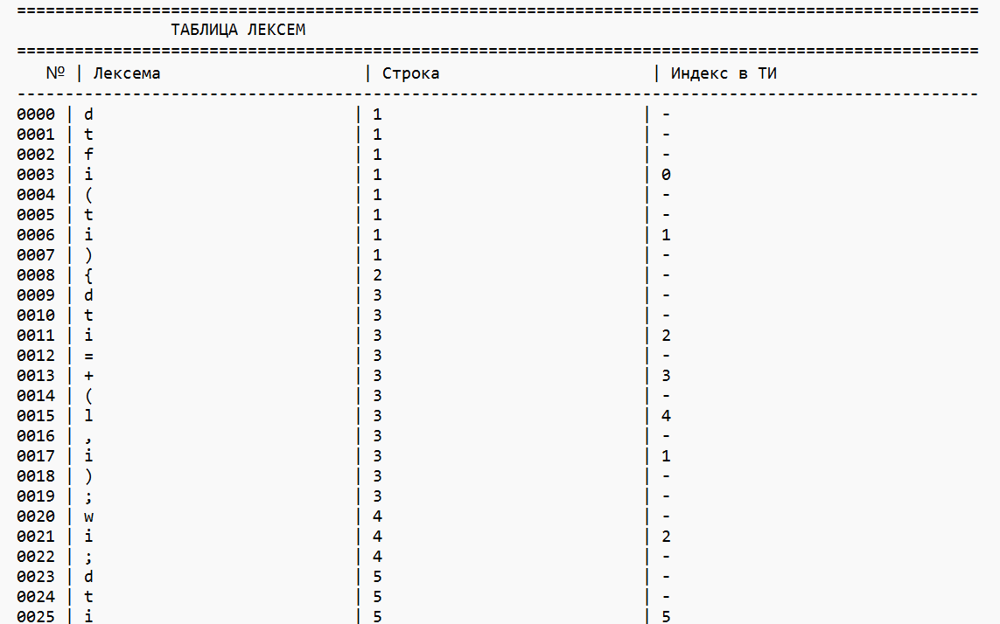 ====================================================================================================
ТАБЛИЦА ЛЕКСЕМ
====================================================================================================
№ | Лексема | Строка | Индекс в ТИ
----------------------------------------------------------------------------------------------------
0000 | d | 1 | -
0001 | t | 1 | -
0002 | f | 1 | -
0003 | i | 1 | 0
0004 | ( | 1 | -
0005 | t | 1 | -
0006 | i | 1 | 1
0007 | ) | 1 | -
0008 | { | 2 | -
0009 | d | 3 | -
0010 | t | 3 | -
0011 | i | 3 | 2
0012 | = | 3 | -
0013 | + | 3 | 3
0014 | ( | 3 | -
0015 | l | 3 | 4
0016 | , | 3 | -
0017 | i | 3 | 1
0018 | ) | 3 | -
0019 | ; | 3 | -
0020 | w | 4 | -
0021 | i | 4 | 2
0022 | ; | 4 | -
0023 | d | 5 | -
0024 | t | 5 | -
0025 | i | 5 | 5